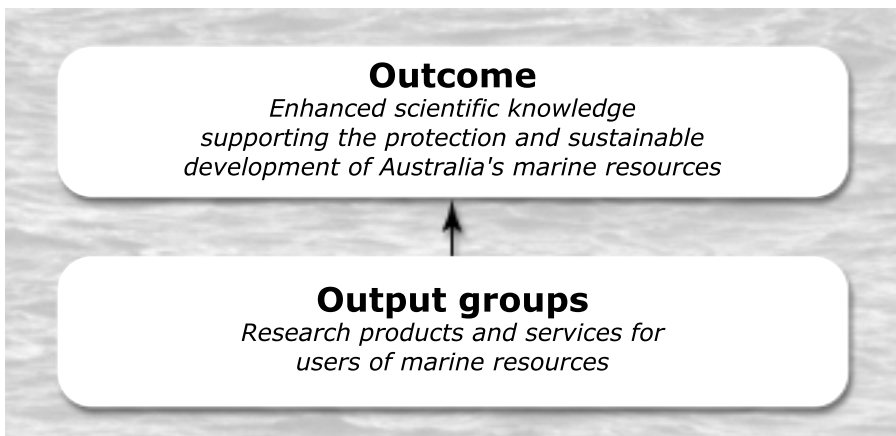 Outcome
Enhanced scientific knowledge
supporting the protection and sustainable
development of Australia's marine resources
Output groups
Research products and services for
users of marine resources